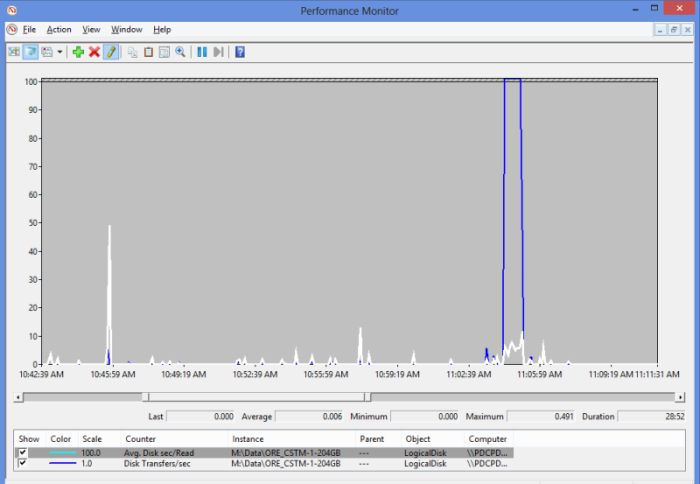 Performance Monitor
File Action View Window Help
100
90
80
70
60
50
40
30
20
10
0
10:42:39 AM 10:45:59 AM 10:49:19 AM 10:52:39 AM 10:55:59 AM 10:59:19 AM 11:02:39 AM 11:05:59 AM 11:09:19 AM 11:11:31 AM
Last 0.000 Average 0.006 Minimum 0.000 Maximum 0.491 Duration 28:52
Show Color Scale Counter Instance Parent Object Computer
100.0 Avg. Disk sec/Read M:\Data\ORE_CSTM-1-204GB --- LogicalDisk \\PDCPD...
1.0 Disk Transfers/sec M:\Data\ORE_CSTM-1-204GB --- LogicalDisk \\PDCPD...